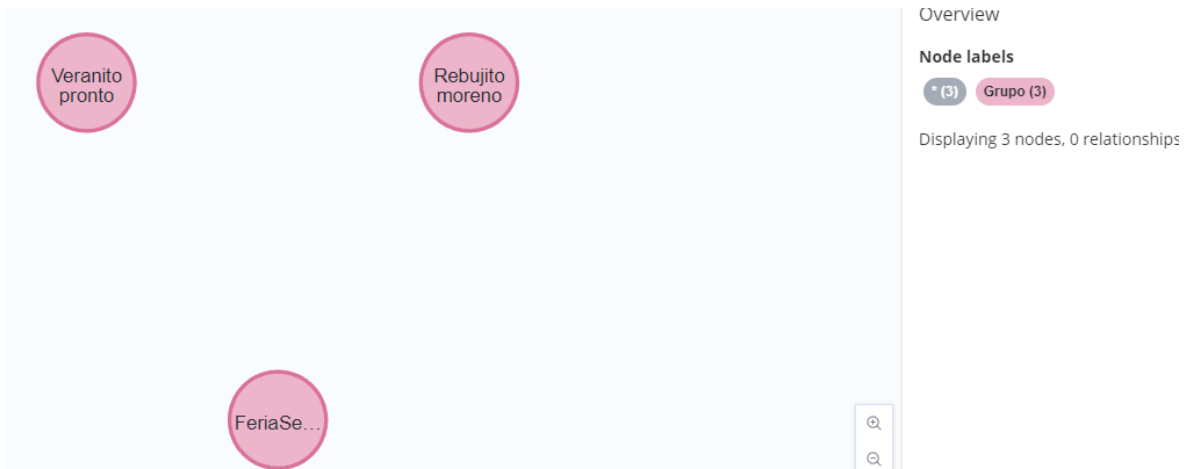 Veranito
pronto
Rebujito
moreno
FeriaSe...
Overview
Node labels
* (3) Grupo (3)
Displaying 3 nodes, 0 relationships